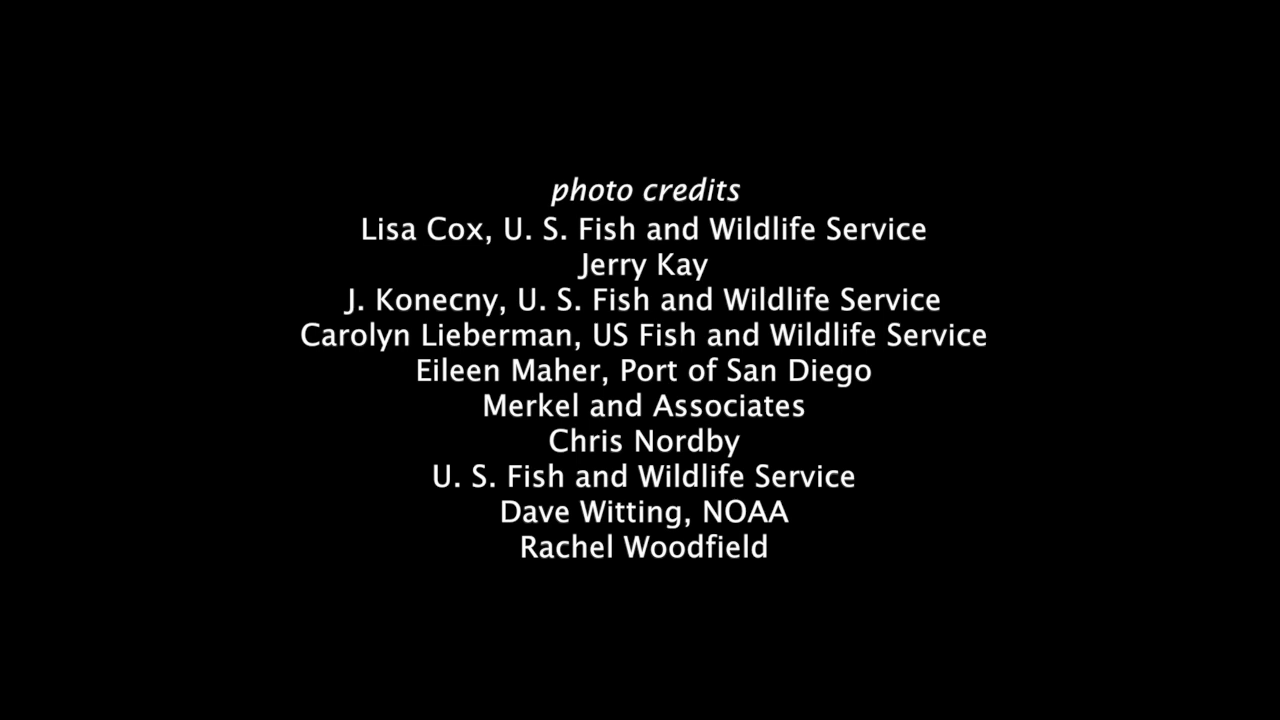 photo credits
Lisa Cox, U. S. Fish and Wildlife Service
Jerry Kay
J. Konecny, U. S. Fish and Wildlife Service
Carolyn Lieberman, US Fish and Wildlife Service
Eileen Maher, Port of San Diego
Merkel and Associates
Chris Nordby
U. S. Fish and Wildlife Service
Dave Witting, NOAA
Rachel Woodfield